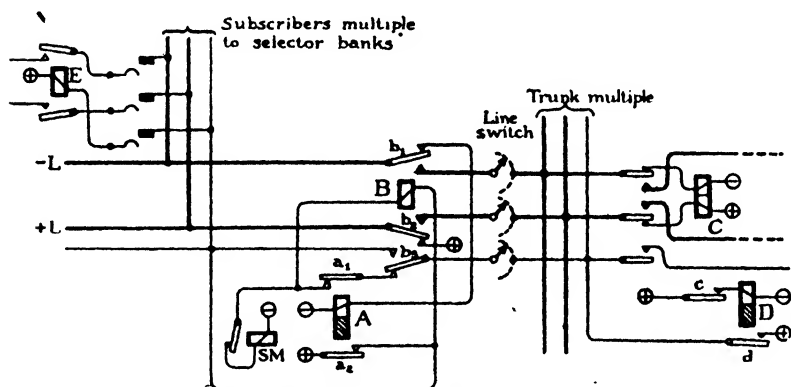 Subscribers multiple
to selector banks
E
Trunk multiple
Line
switch
b₁
-L
B
C
+L
b₂
b₃
a₁
c
D
A
SM
a₂
d